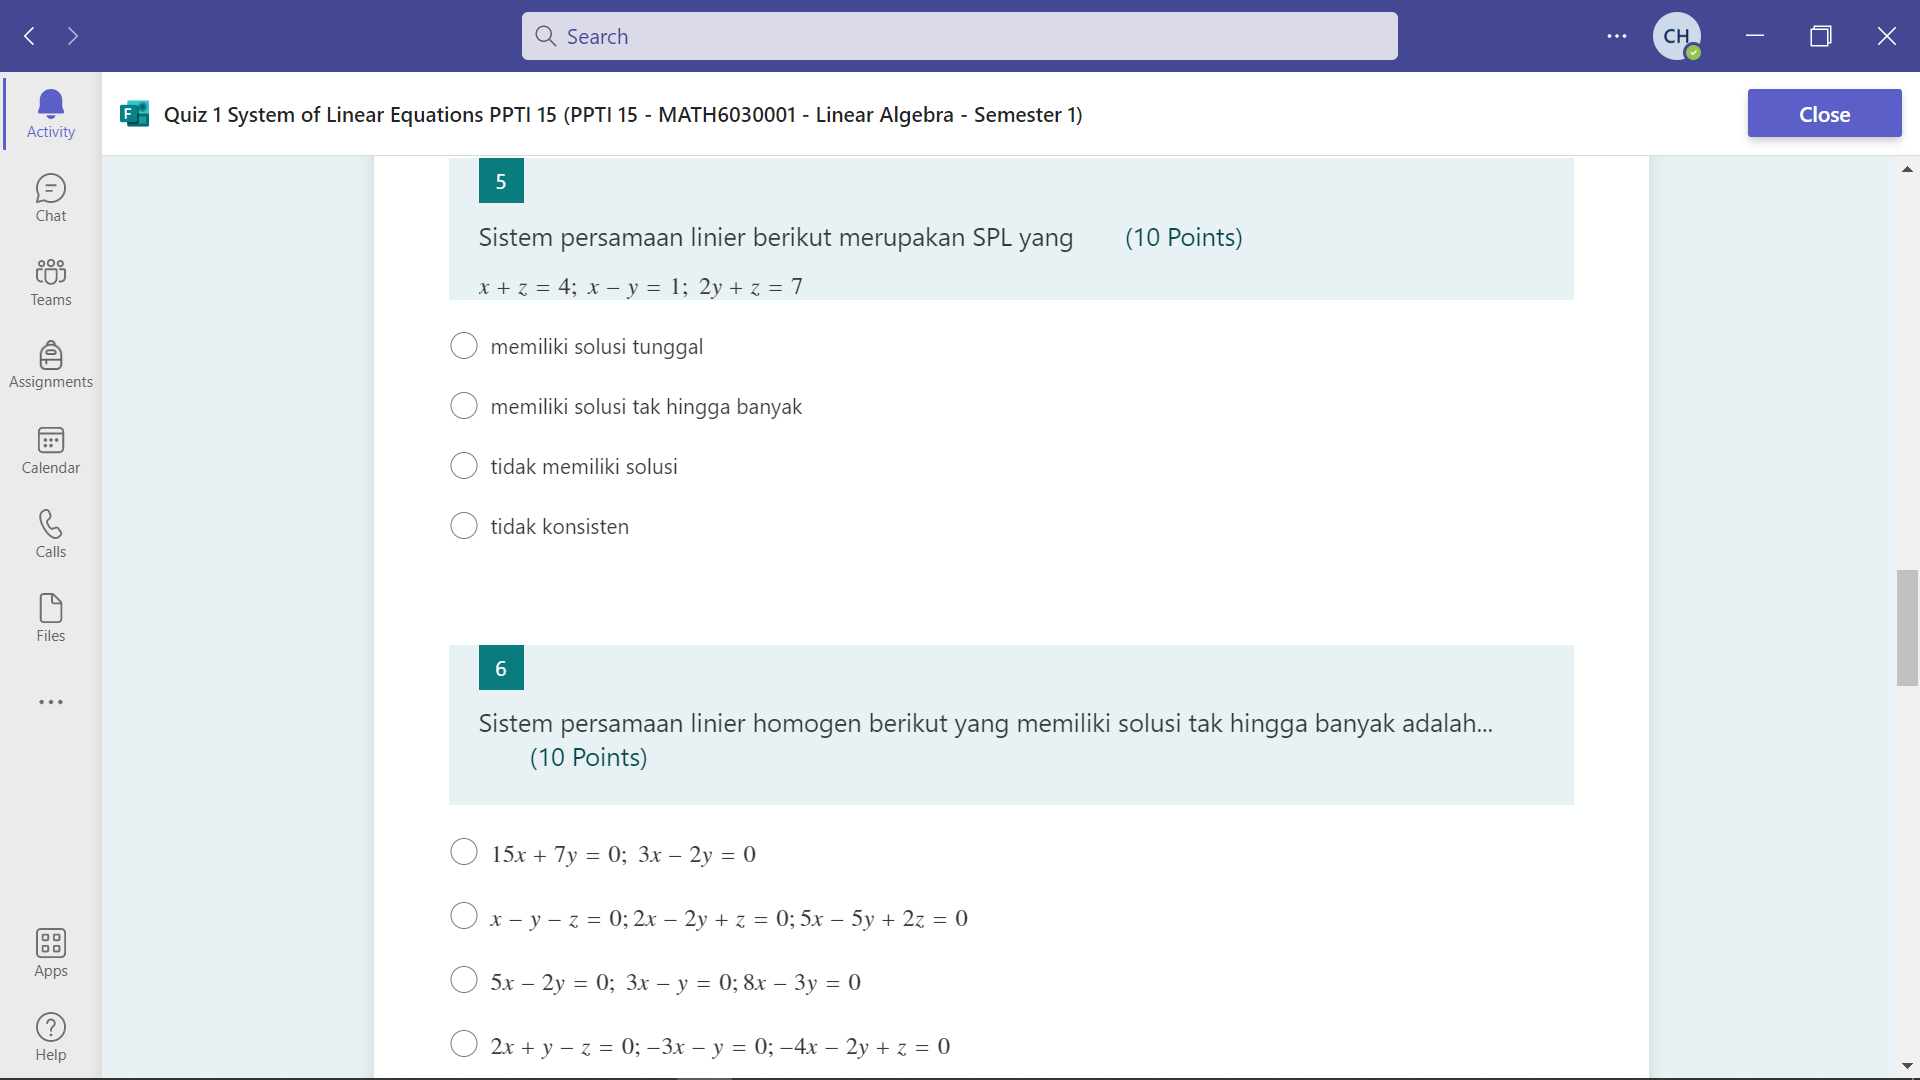 Search
CH
Activity
Chat
Teams
Assignments
Calendar
Calls
Files
Apps
Help
Quiz 1 System of Linear Equations PPTI 15 (PPTI 15 - MATH6030001 - Linear Algebra - Semester 1)
Close
5
Sistem persamaan linier berikut merupakan SPL yang (10 Points)
x + z = 4; x − y = 1; 2y + z = 7
memiliki solusi tunggal
memiliki solusi tak hingga banyak
tidak memiliki solusi
tidak konsisten
6
Sistem persamaan linier homogen berikut yang memiliki solusi tak hingga banyak adalah...
(10 Points)
15x + 7y = 0; 3x − 2y = 0
x − y − z = 0; 2x − 2y + z = 0; 5x − 5y + 2z = 0
5x − 2y = 0; 3x − y = 0; 8x − 3y = 0
2x + y − z = 0; −3x − y = 0; −4x − 2y + z = 0